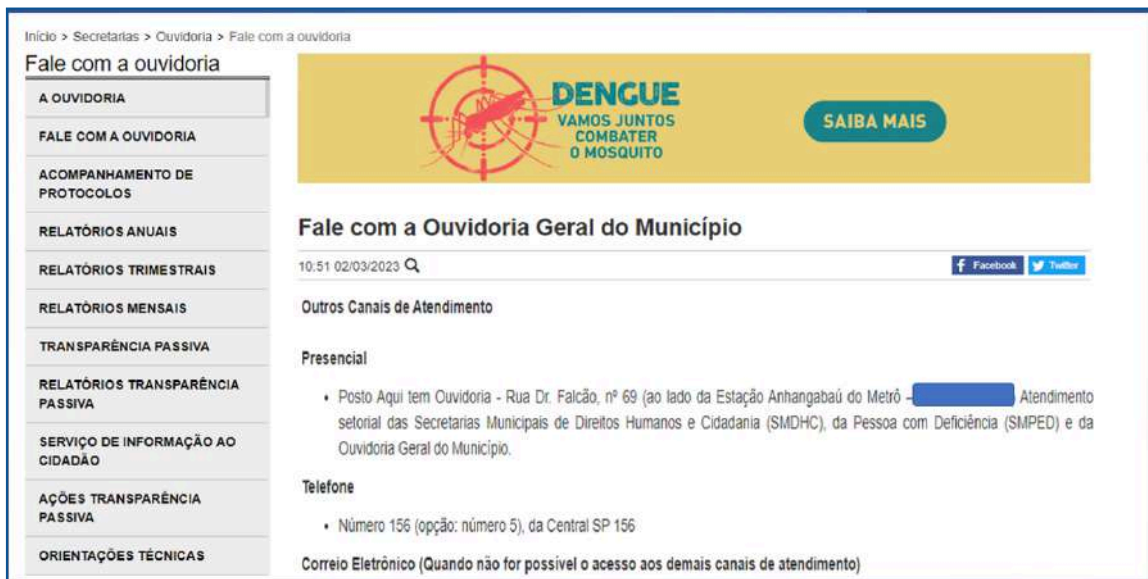 Início > Secretarias > Ouvidoria > Fale com a ouvidoria
Fale com a ouvidoria
A OUVIDORIA
FALE COM A OUVIDORIA
ACOMPANHAMENTO DE
PROTOCOLOS
RELATÓRIOS ANUAIS
RELATÓRIOS TRIMESTRAIS
RELATÓRIOS MENSAIS
TRANSPARÊNCIA PASSIVA
RELATÓRIOS TRANSPARÊNCIA
PASSIVA
SERVIÇO DE INFORMAÇÃO AO
CIDADÃO
AÇÕES TRANSPARÊNCIA
PASSIVA
ORIENTAÇÕES TÉCNICAS
DENGUE
VAMOS JUNTOS
COMBATER
O MOSQUITO
SAIBA MAIS
Fale com a Ouvidoria Geral do Município
10:51 02/03/2023
Facebook
Twitter
Outros Canais de Atendimento
Presencial
• Posto Aqui tem Ouvidoria - Rua Dr. Falcão, nº 69 (ao lado da Estação Anhangabaú do Metrô – Atendimento
setorial das Secretarias Municipais de Direitos Humanos e Cidadania (SMDHC), da Pessoa com Deficiência (SMPED) e da
Ouvidoria Geral do Município.
Telefone
• Número 156 (opção: número 5), da Central SP 156
Correio Eletrônico (Quando não for possível o acesso aos demais canais de atendimento)